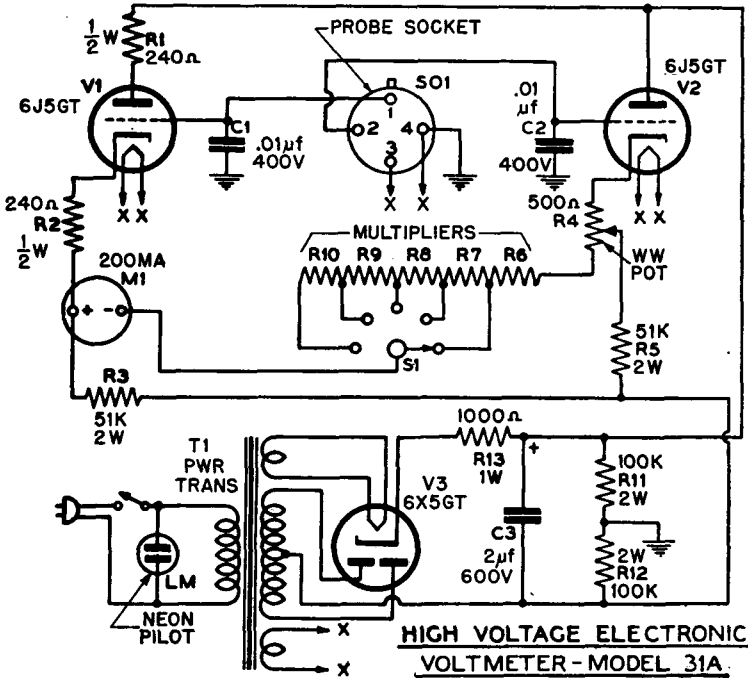 1/2 W
R1
240Ω
V1
6J5GT
PROBE SOCKET
SO1
1
2
4
3
C1
.01µf
400V
X X
X
X
.01
µf
C2
400V
6J5GT
V2
X X
240Ω
R2
1/2 W
200MA
M1
+ -
MULTIPLIERS
R10 R9 R8 R7 R6
S1
500Ω
R4
WW
POT
51K
R5
2W
R3
51K
2W
T1
PWR
TRANS
LM
NEON
PILOT
V3
6X5GT
1000Ω
R13
1W
+
C3
2µf
600V
100K
R11
2W
2W
R12
100K
X
X
HIGH VOLTAGE ELECTRONIC
VOLTMETER-MODEL 31A